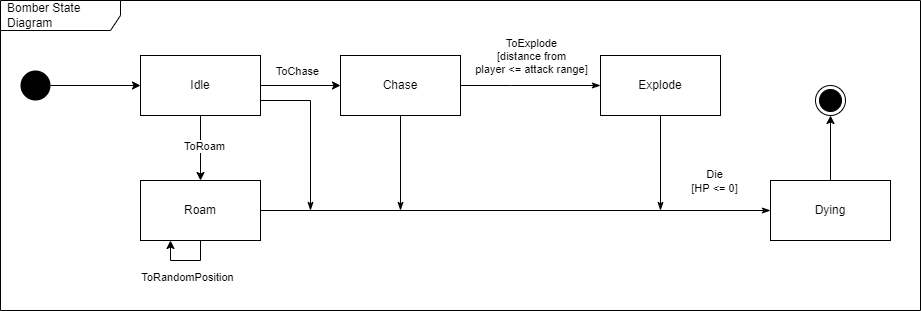 Bomber State
Diagram
ToExplode
[distance from
player <= attack range]
ToChase
Idle
Chase
Explode
ToRoam
Die
[HP <= 0]
Roam
Dying
ToRandomPosition